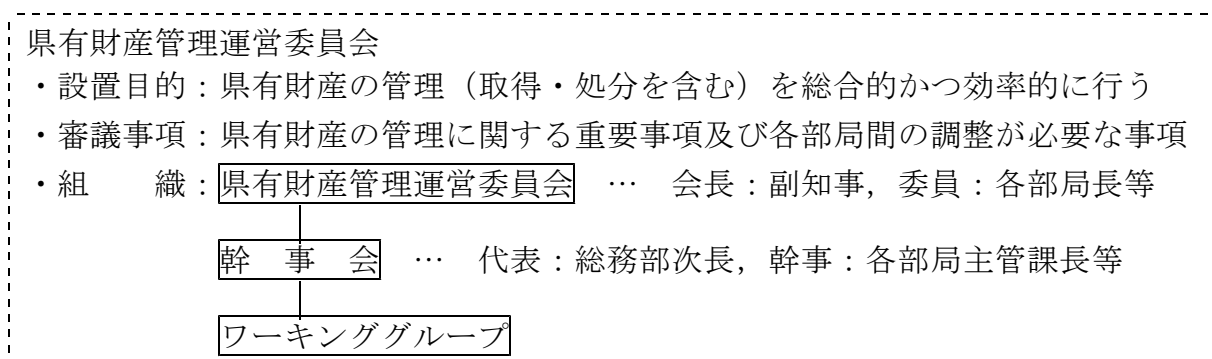 県有財産管理運営委員会
・設置目的：県有財産の管理（取得・処分を含む）を総合的かつ効率的に行う
・審議事項：県有財産の管理に関する重要事項及び各部局間の調整が必要な事項
・組　　織：県有財産管理運営委員会　…　会長：副知事，委員：各部局長等
幹　事　会　…　代表：総務部次長，幹事：各部局主管課長等
ワーキンググループ